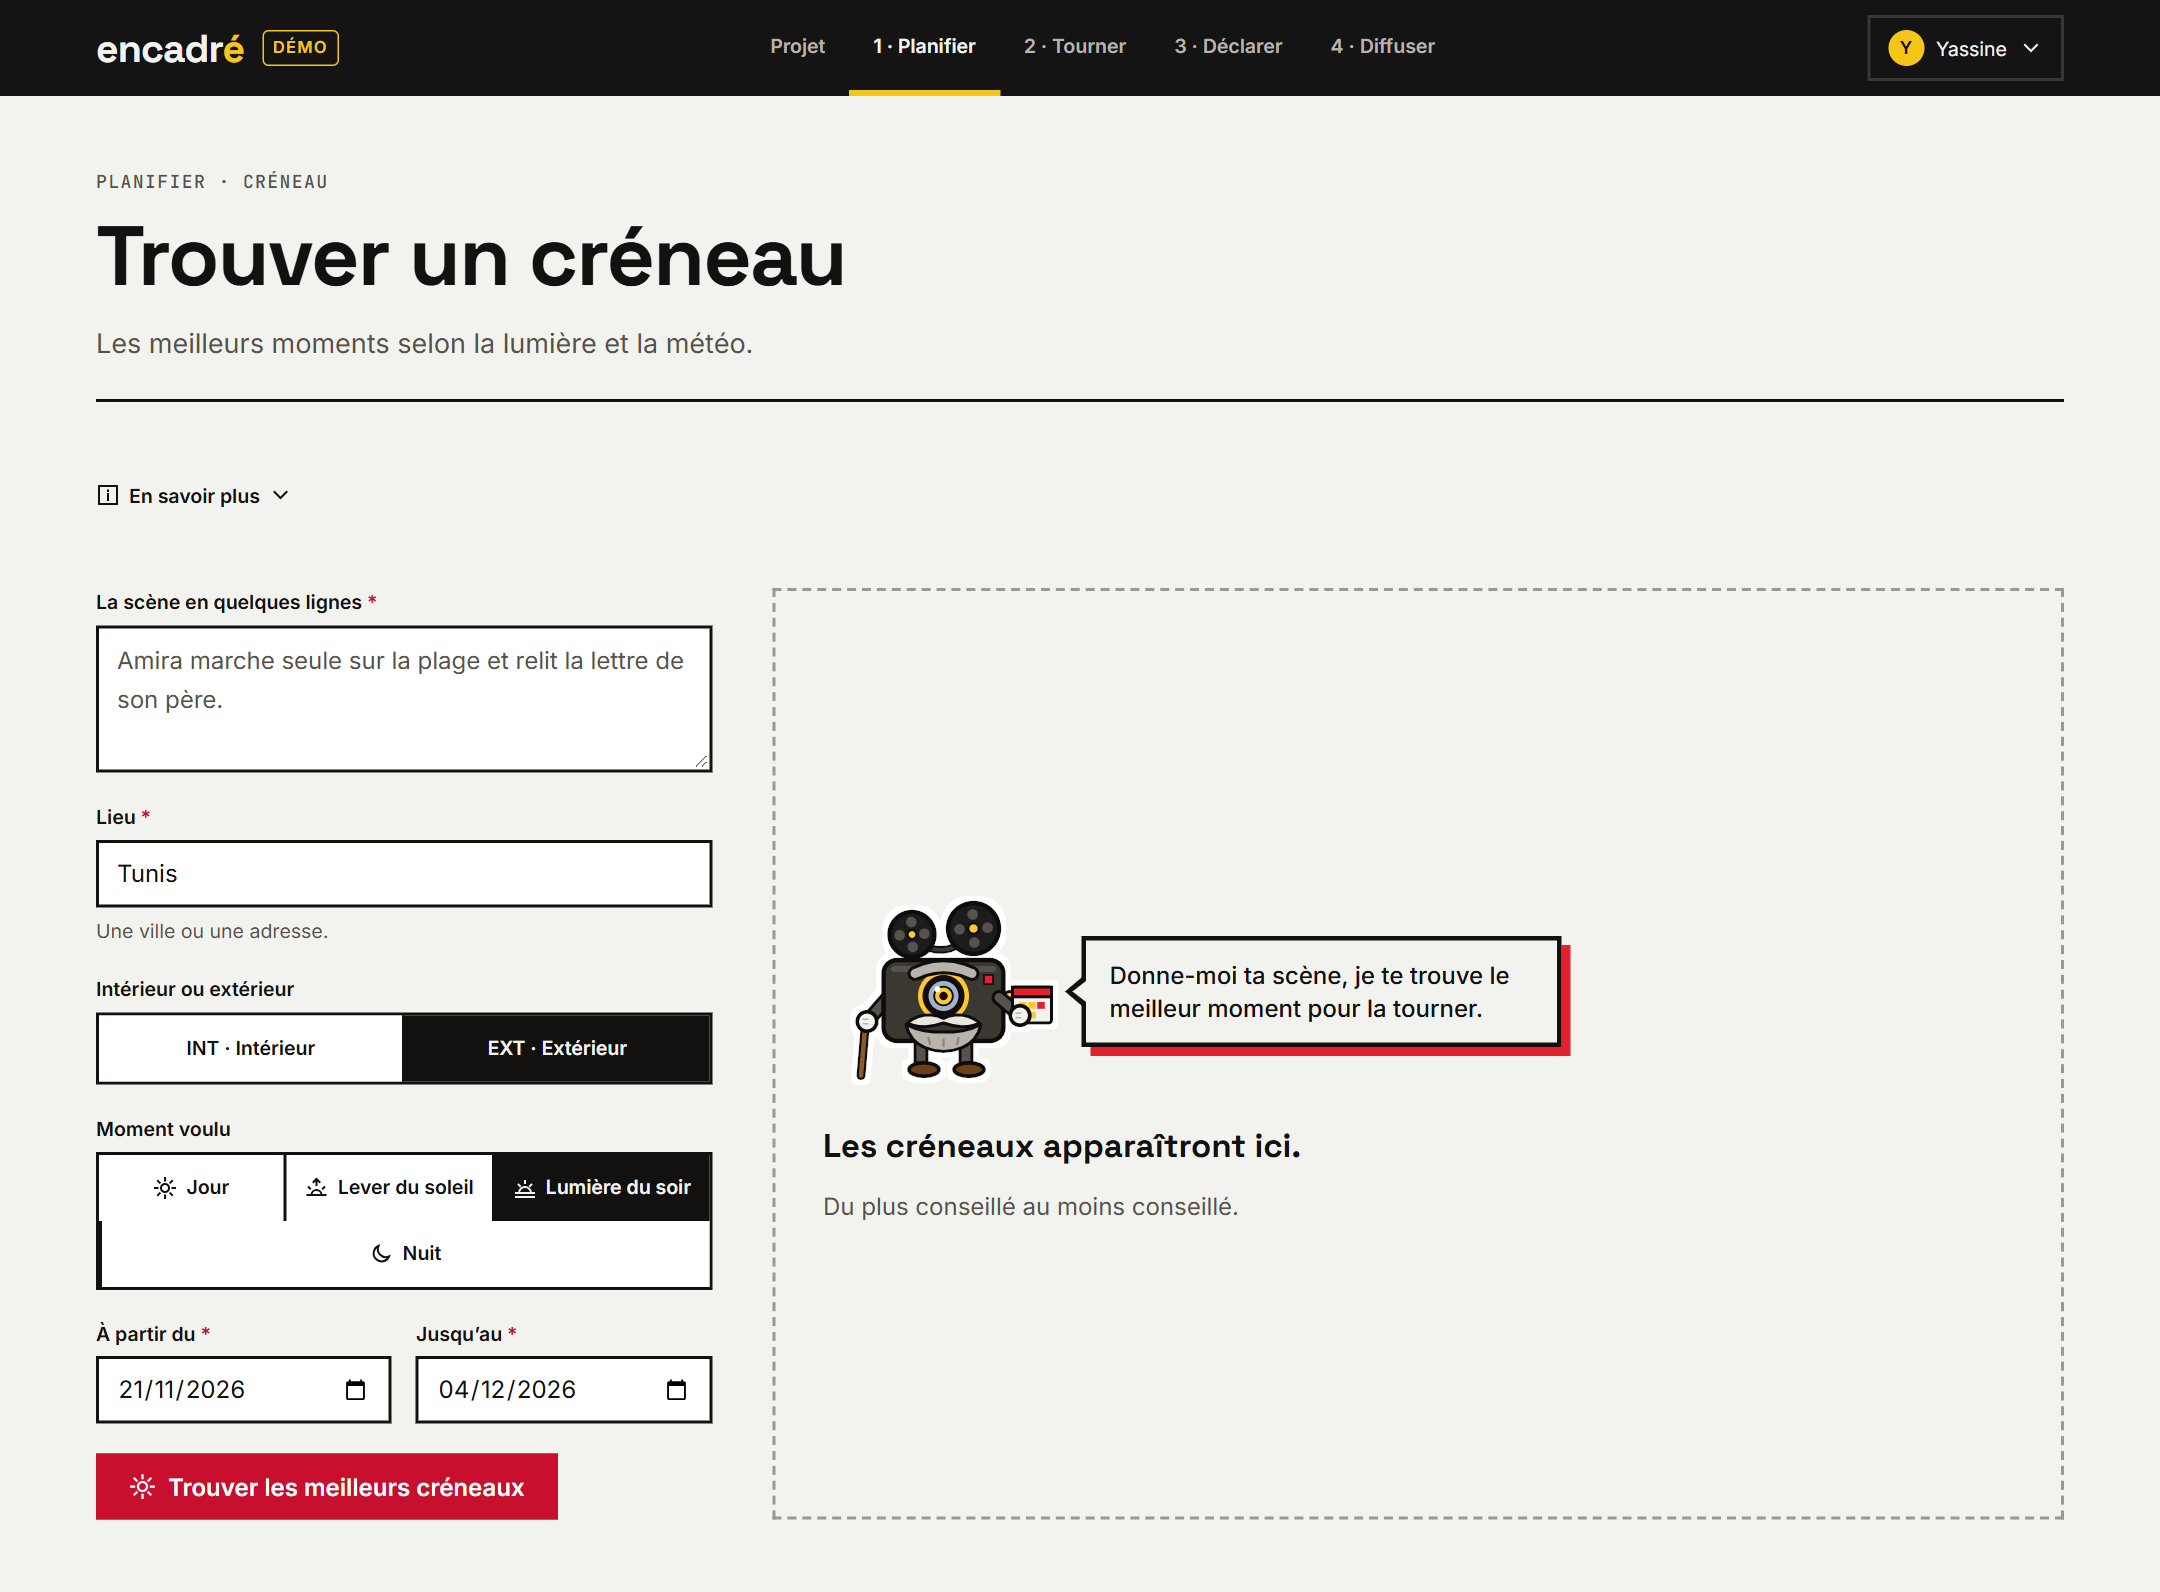 encadré DÉMO
Projet
1 · Planifier
2 · Tourner
3 · Déclarer
4 · Diffuser
Y Yassine
PLANIFIER · CRÉNEAU
Trouver un créneau
Les meilleurs moments selon la lumière et la météo.
En savoir plus
La scène en quelques lignes *
Amira marche seule sur la plage et relit la lettre de
son père.
Lieu *
Tunis
Une ville ou une adresse.
Intérieur ou extérieur
INT · Intérieur
EXT · Extérieur
Moment voulu
Jour
Lever du soleil
Lumière du soir
Nuit
À partir du *
Jusqu’au *
21/11/2026
04/12/2026
Trouver les meilleurs créneaux
Donne-moi ta scène, je te trouve le
meilleur moment pour la tourner.
Les créneaux apparaîtront ici.
Du plus conseillé au moins conseillé.